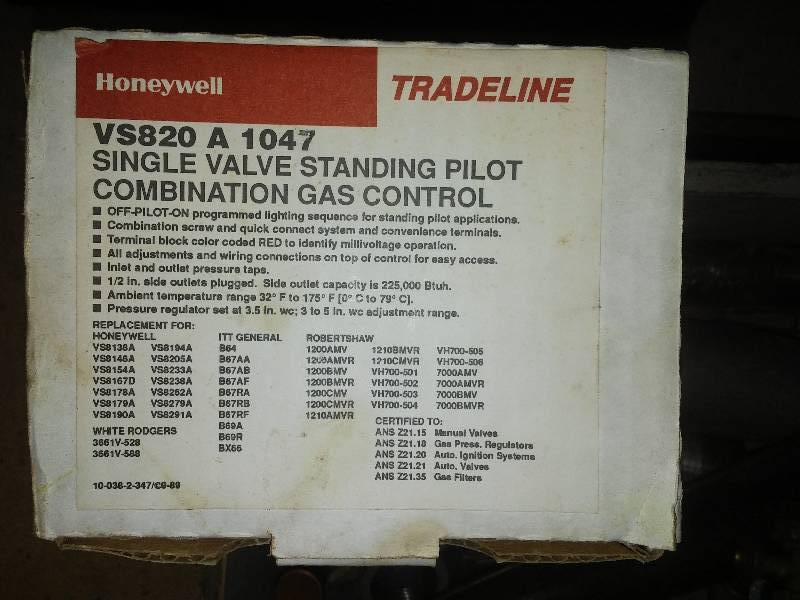 Honeywell
TRADELINE
VS820 A 1047
SINGLE VALVE STANDING PILOT
COMBINATION GAS CONTROL
■ OFF-PILOT-ON programmed lighting sequence for standing pilot applications.
■ Combination screw and quick connect system and convenience terminals.
■ Terminal block color coded RED to identify millivoltage operation.
■ All adjustments and wiring connections on top of control for easy access.
■ Inlet and outlet pressure taps.
■ 1/2 in. side outlets plugged. Side outlet capacity is 225,000 Btuh.
■ Ambient temperature range 32° F to 175° F [0° C to 79° C].
■ Pressure regulator set at 3.5 in. wc; 3 to 5 in. wc adjustment range.
REPLACEMENT FOR:
HONEYWELL ITT GENERAL ROBERTSHAW
VS8136A VS8194A B64 1200AMV 1210BMVR VH700-505
VS8146A VS8205A B67AA 1200AMVR 1210CMVR VH700-506
VS8154A VS8233A B67AB 1200BMV VH700-501 7000AMV
VS8167D VS8238A B67AF 1200BMVR VH700-502 7000AMVR
VS8178A VS8262A B67RA 1200CMV VH700-503 7000BMV
VS8179A VS8279A B67RB 1200CMVR VH700-504 7000BMVR
VS8190A VS8291A B67RF 1210AMVR
B69A
WHITE RODGERS B69R
3661V-528 BX66
3661V-588
CERTIFIED TO:
ANS Z21.15 Manual Valves
ANS Z21.18 Gas Press. Regulators
ANS Z21.20 Auto. Ignition Systems
ANS Z21.21 Auto. Valves
ANS Z21.35 Gas Filters